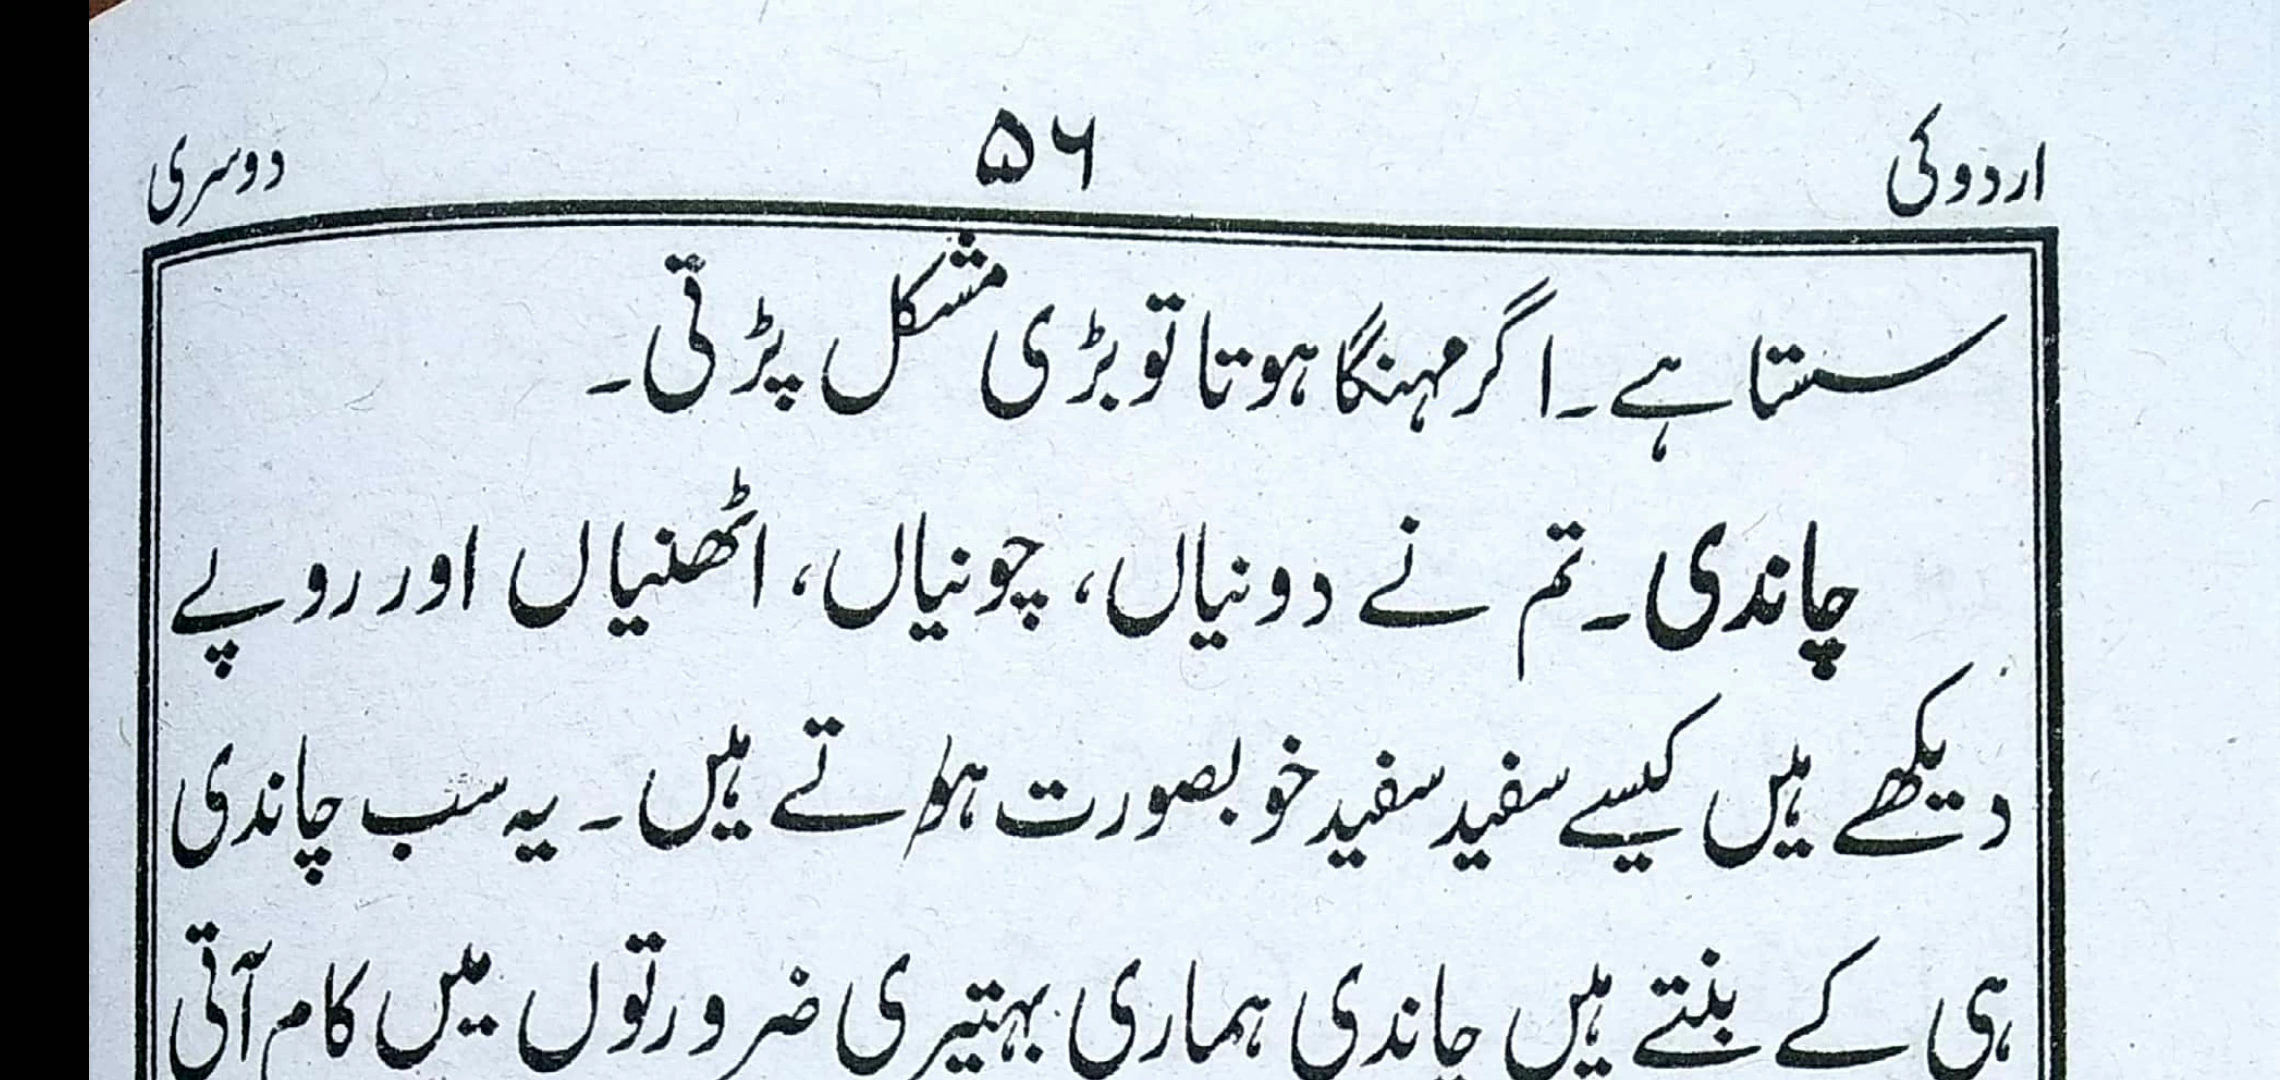 اردو کی ۵۶ دوسری
سستا ہے۔ اگر مہنگا ہوتا تو بڑی مشکل پڑتی۔
چاندی۔ تم نے دونیاں، چونیاں، اٹھنیاں اور روپے
دیکھے ہیں کیسے سفید سفید خوبصورت ہوتے ہیں۔ یہ سب چاندی
ہی کے بنتے ہیں چاندی ہماری بہتیری ضرورتوں میں کام آتی